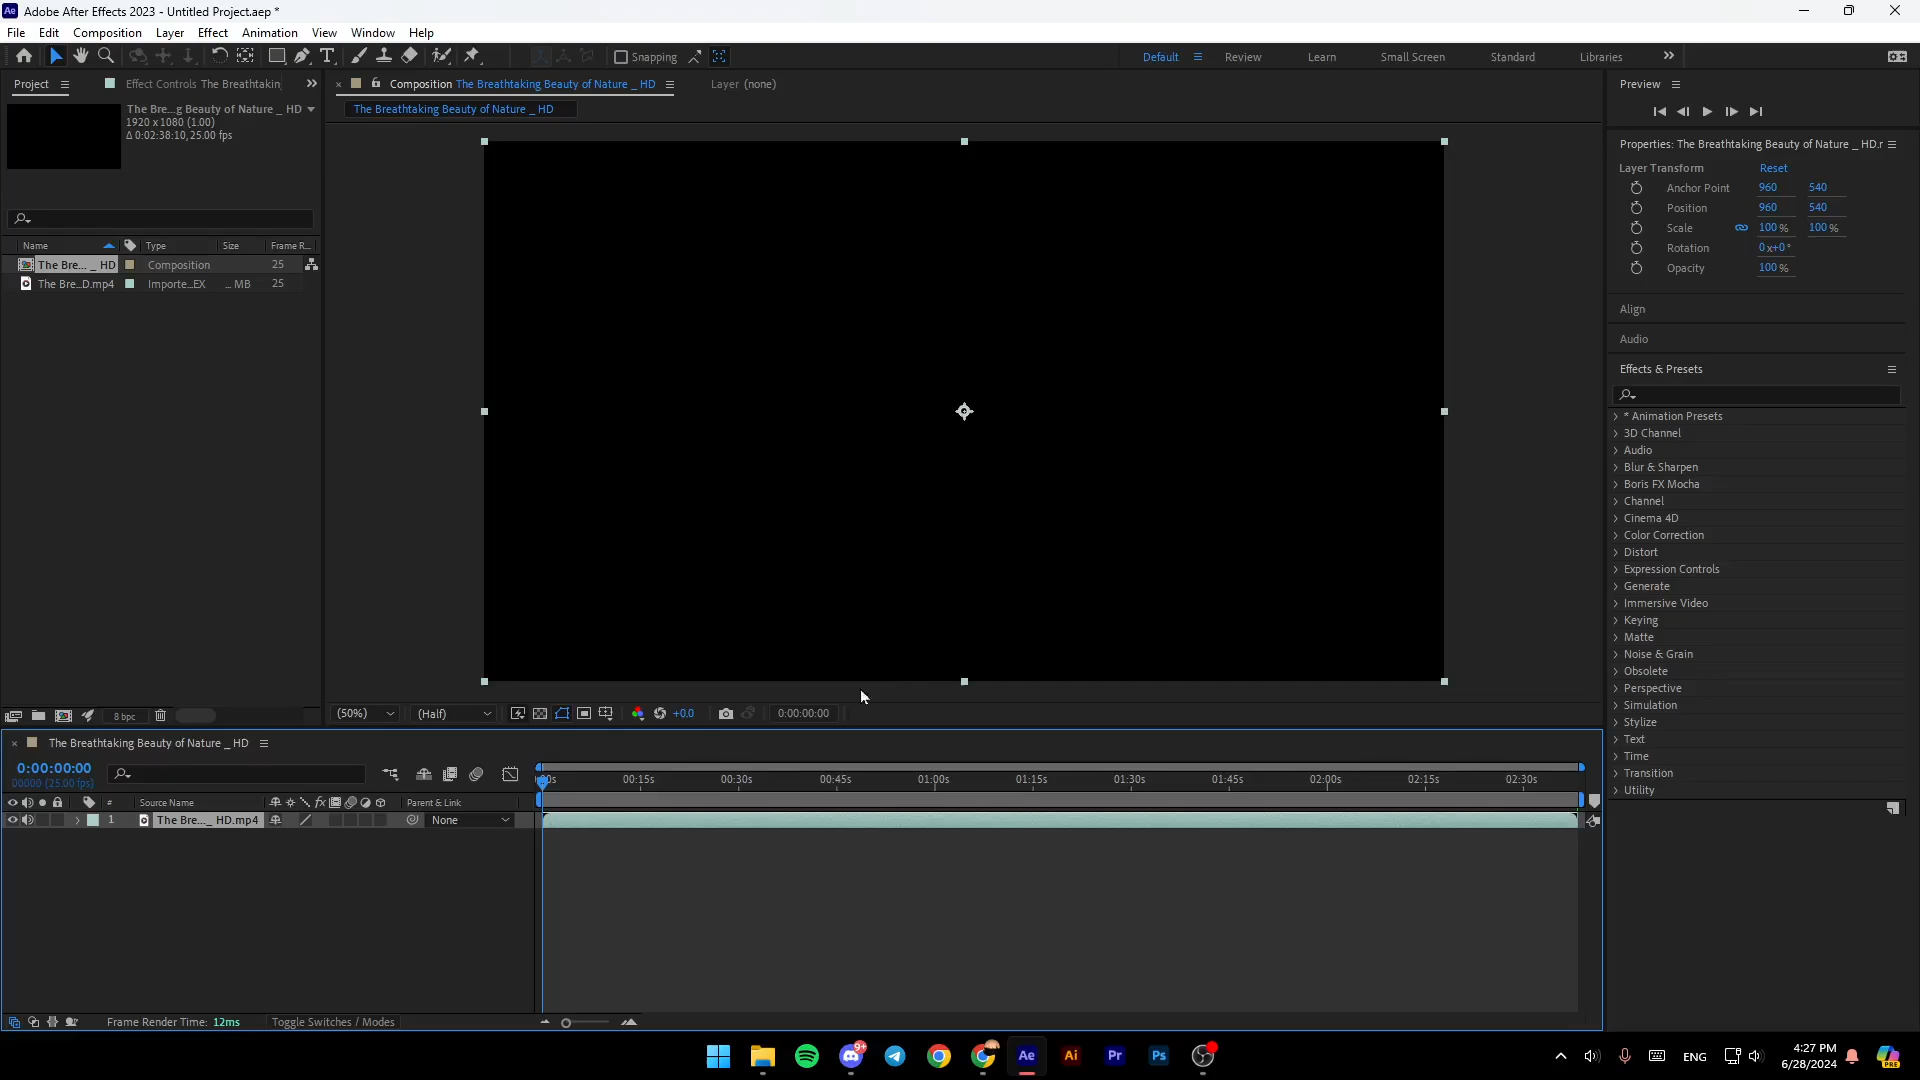 Adobe After Effects 2023 - Untitled Project.aep *
File Edit Composition Layer Effect Animation View Window Help
Snapping
Default Review Learn Small Screen Standard Libraries
Project Effect Controls The Breathtakin
Composition The Breathtaking Beauty of Nature _ HD Layer (none)
The Breathtaking Beauty of Nature _ HD
The Bre...g Beauty of Nature _ HD
1920 x 1080 (1.00)
Δ 0:02:38:10, 25.00 fps
Name Type Size Frame R...
The Bre... _ HD Composition 25
The Bre...D.mp4 Importe...EX ... MB 25
8 bpc
(50%) (Half) +0.0 0:00:00:00
Preview
Properties: The Breathtaking Beauty of Nature _ HD.r
Layer Transform Reset
Anchor Point 960 540
Position 960 540
Scale 100 % 100 %
Rotation 0 x+0 °
Opacity 100 %
Align
Audio
Effects & Presets
* Animation Presets
3D Channel
Audio
Blur & Sharpen
Boris FX Mocha
Channel
Cinema 4D
Color Correction
Distort
Expression Controls
Generate
Immersive Video
Keying
Matte
Noise & Grain
Obsolete
Perspective
Simulation
Stylize
Text
Time
Transition
Utility
The Breathtaking Beauty of Nature _ HD
0:00:00:00
00000 (25.00 fps)
00:15s 00:30s 00:45s 01:00s 01:15s 01:30s 01:45s 02:00s 02:15s 02:30s
# Source Name fx Parent & Link
1 The Bre..._ HD.mp4 None
Frame Render Time: 12ms Toggle Switches / Modes
9+ Ae Ai Pr Ps
ENG
4:27 PM
6/28/2024
PRE